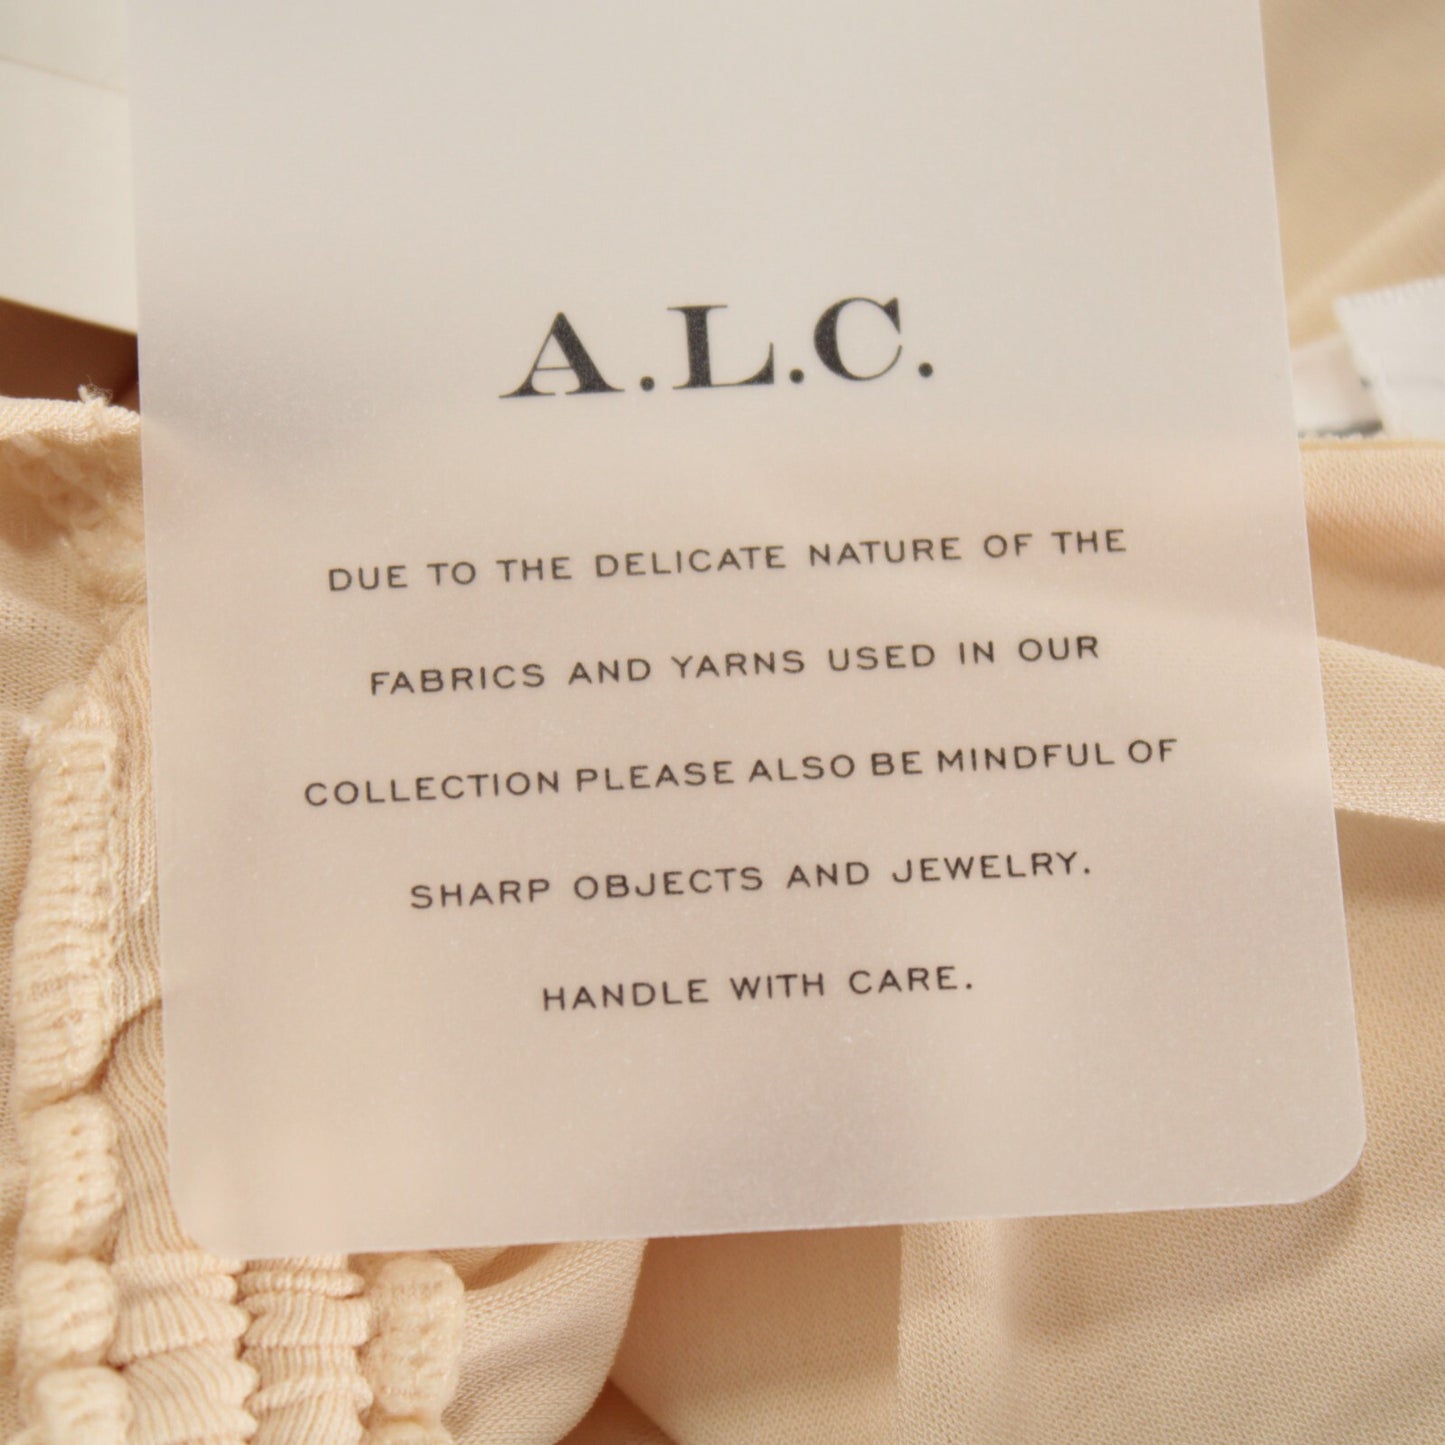 A.L.C.
DUE TO THE DELICATE NATURE OF THE
FABRICS AND YARNS USED IN OUR
COLLECTION PLEASE ALSO BE MINDFUL OF
SHARP OBJECTS AND JEWELRY.
HANDLE WITH CARE.